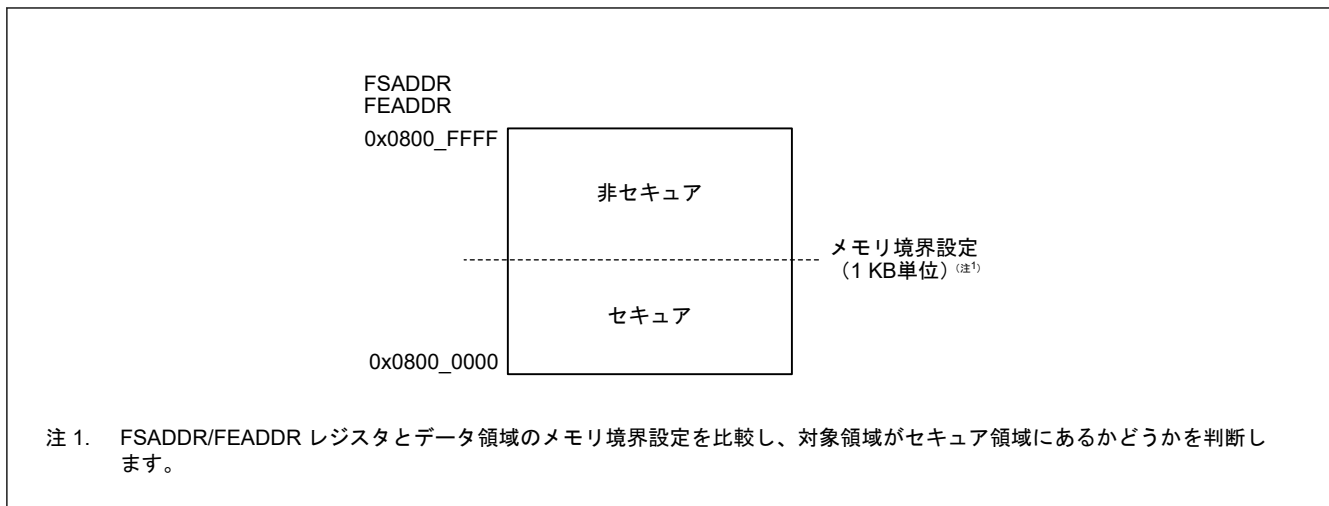 FSADDR
FEADDR
0x0800_FFFF
非セキュア
メモリ境界設定
（1 KB単位）（注1）
セキュア
0x0800_0000
注 1. FSADDR/FEADDR レジスタとデータ領域のメモリ境界設定を比較し、対象領域がセキュア領域にあるかどうかを判断し
ます。